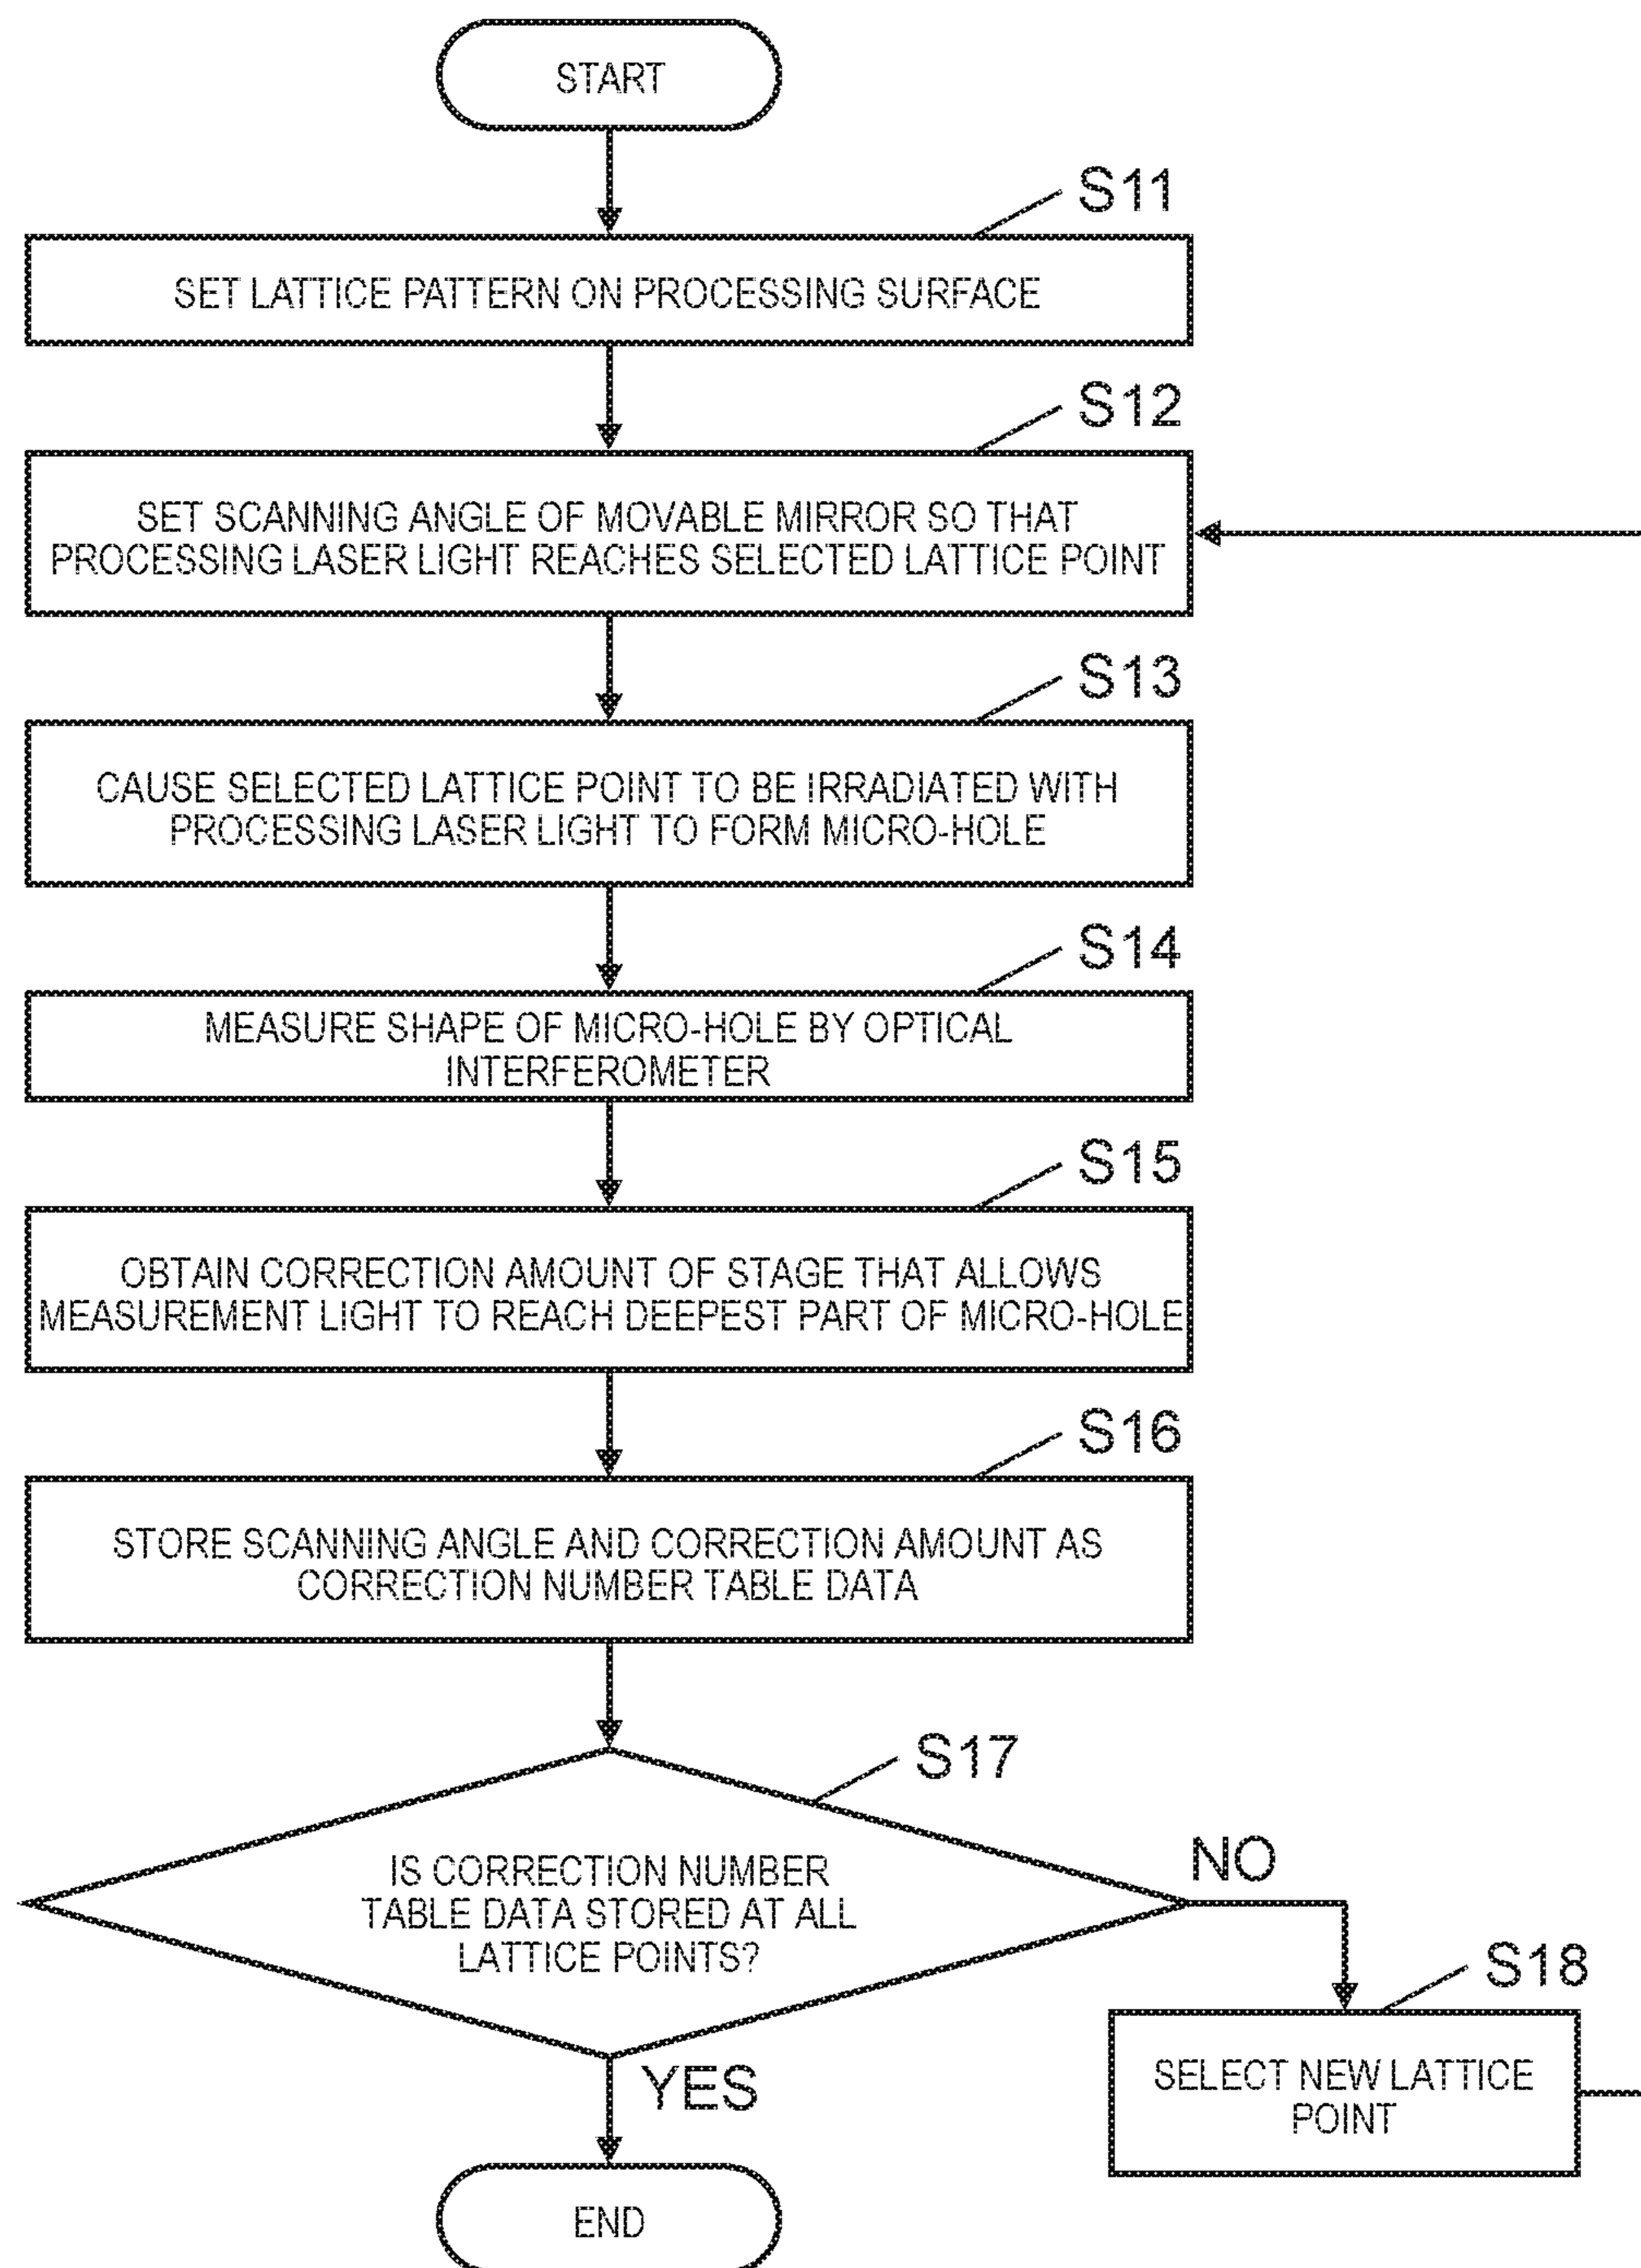 START
S11
SET LATTICE PATTERN ON PROCESSING SURFACE
S12
SET SCANNING ANGLE OF MOVABLE MIRROR SO THAT
PROCESSING LASER LIGHT REACHES SELECTED LATTICE POINT
S13
CAUSE SELECTED LATTICE POINT TO BE IRRADIATED WITH
PROCESSING LASER LIGHT TO FORM MICRO-HOLE
S14
MEASURE SHAPE OF MICRO-HOLE BY OPTICAL
INTERFEROMETER
S15
OBTAIN CORRECTION AMOUNT OF STAGE THAT ALLOWS
MEASUREMENT LIGHT TO REACH DEEPEST PART OF MICRO-HOLE
S16
STORE SCANNING ANGLE AND CORRECTION AMOUNT AS
CORRECTION NUMBER TABLE DATA
S17
IS CORRECTION NUMBER
TABLE DATA STORED AT ALL
LATTICE POINTS?
NO
S18
SELECT NEW LATTICE
POINT
YES
END